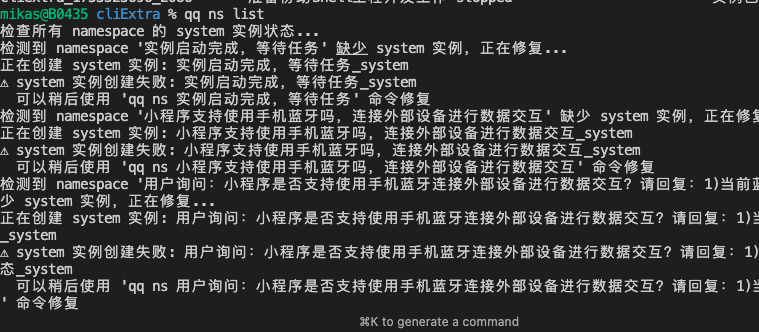 mikas@B0435 cliExtra % qq ns list
检查所有 namespace 的 system 实例状态...
检测到 namespace '实例启动完成，等待任务' 缺少 system 实例，正在修复...
正在创建 system 实例: 实例启动完成，等待任务_system
⚠ system 实例创建失败: 实例启动完成，等待任务_system
可以稍后使用 'qq ns 实例启动完成，等待任务' 命令修复
检测到 namespace '小程序支持使用手机蓝牙吗，连接外部设备进行数据交互' 缺少 system 实例，正在修
正在创建 system 实例: 小程序支持使用手机蓝牙吗，连接外部设备进行数据交互_system
⚠ system 实例创建失败: 小程序支持使用手机蓝牙吗，连接外部设备进行数据交互_system
可以稍后使用 'qq ns 小程序支持使用手机蓝牙吗，连接外部设备进行数据交互' 命令修复
检测到 namespace '用户询问: 小程序是否支持使用手机蓝牙连接外部设备进行数据交互? 请回复: 1)当前蓝
少 system 实例，正在修复...
正在创建 system 实例: 用户询问: 小程序是否支持使用手机蓝牙连接外部设备进行数据交互? 请回复: 1)当
_system
⚠ system 实例创建失败: 用户询问: 小程序是否支持使用手机蓝牙连接外部设备进行数据交互? 请回复: 1)
态_system
可以稍后使用 'qq ns 用户询问: 小程序是否支持使用手机蓝牙连接外部设备进行数据交互? 请回复: 1)当
' 命令修复
⌘K to generate a command